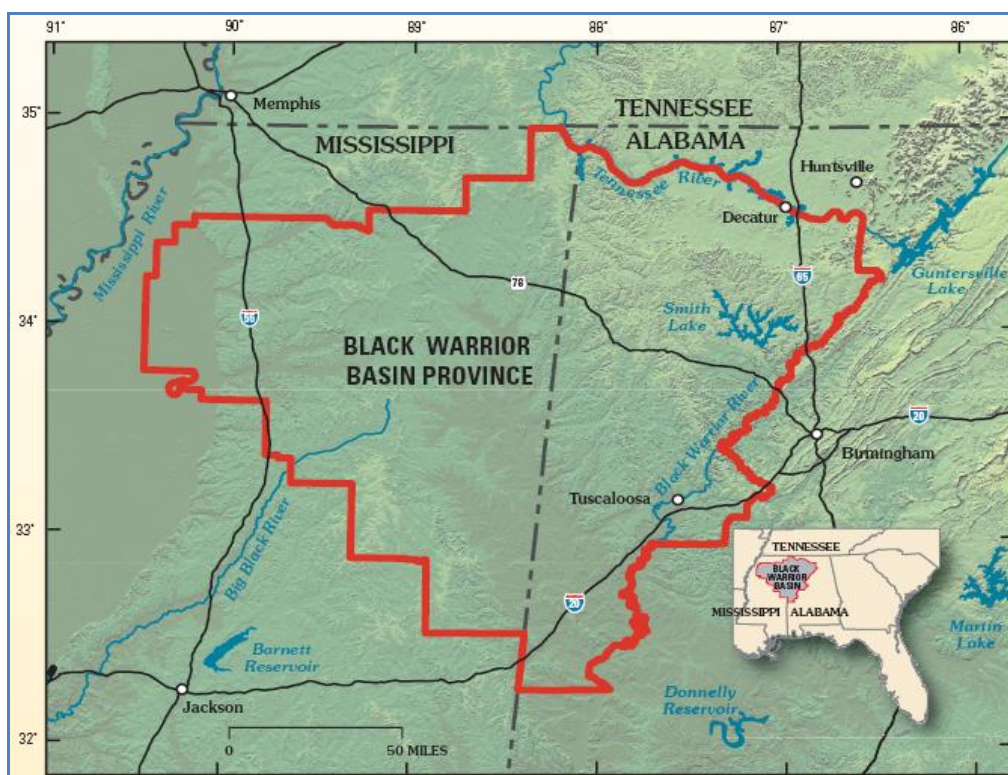 91°
90°
89°
88°
87°
86°
35°
Memphis
TENNESSEE
MISSISSIPPI
ALABAMA
Huntsville
Tennessee River
Decatur
Mississippi River
Guntersville
Lake
65
78
34°
55
Smith
Lake
BLACK WARRIOR
BASIN PROVINCE
20
Birmingham
Black Warrior River
Tuscaloosa
33°
Big Black River
TENNESSEE
BLACK
WARRIOR
BASIN
MISSISSIPPI
ALABAMA
20
Martin
Lake
Barnett
Reservoir
Donnelly
Reservoir
Jackson
32°
0
50 MILES